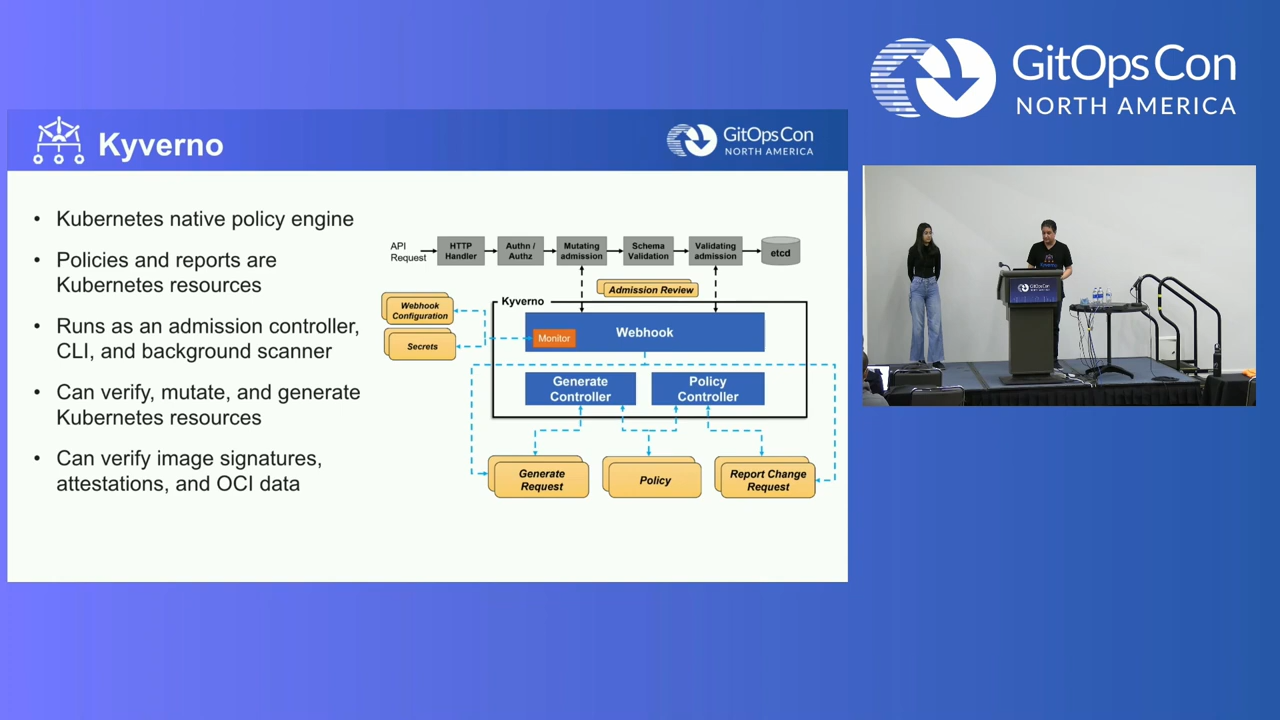 GitOpsCon
NORTH AMERICA
Kyverno
GitOpsCon
NORTH AMERICA
• Kubernetes native policy engine
• Policies and reports are
Kubernetes resources
• Runs as an admission controller,
CLI, and background scanner
• Can verify, mutate, and generate
Kubernetes resources
• Can verify image signatures,
attestations, and OCI data
API
Request
HTTP
Handler
Authn /
Authz
Mutating
admission
Schema
Validation
Validating
admission
etcd
Admission Review
Webhook
Configuration
Secrets
Kyverno
Webhook
Monitor
Generate
Controller
Policy
Controller
Generate
Request
Policy
Report Change
Request
GitOpsCon